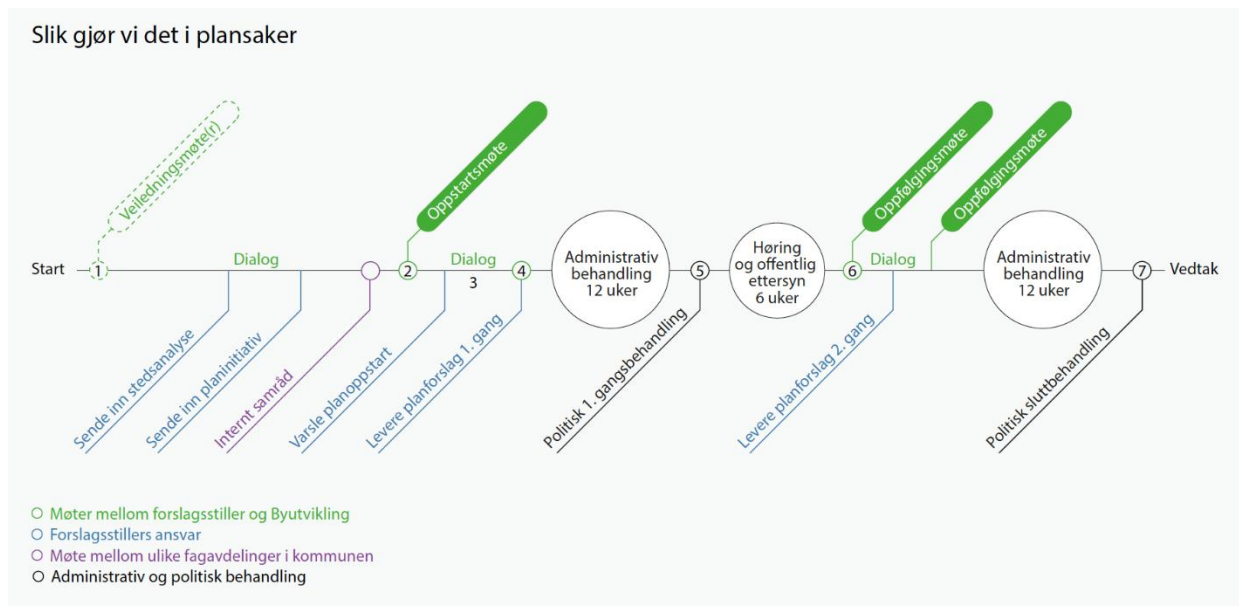 Slik gjør vi det i plansaker
Veiledningsmøte(r)
Oppstartsmøte
Oppfølgingsmøte
Oppfølgingsmøte
Start
1
Dialog
2
Dialog
3
4
Administrativ
behandling
12 uker
5
Høring
og offentlig
ettersyn
6 uker
6
Dialog
Administrativ
behandling
12 uker
7
Vedtak
Sende inn stedsanalyse
Sende inn planinitiativ
Internt samråd
Varsle planoppstart
Levere planforslag 1. gang
Politisk 1. gangsbehandling
Levere planforslag 2. gang
Politisk sluttbehandling
Møter mellom forslagsstiller og Byutvikling
Forslagsstillers ansvar
Møte mellom ulike fagavdelinger i kommunen
Administrativ og politisk behandling